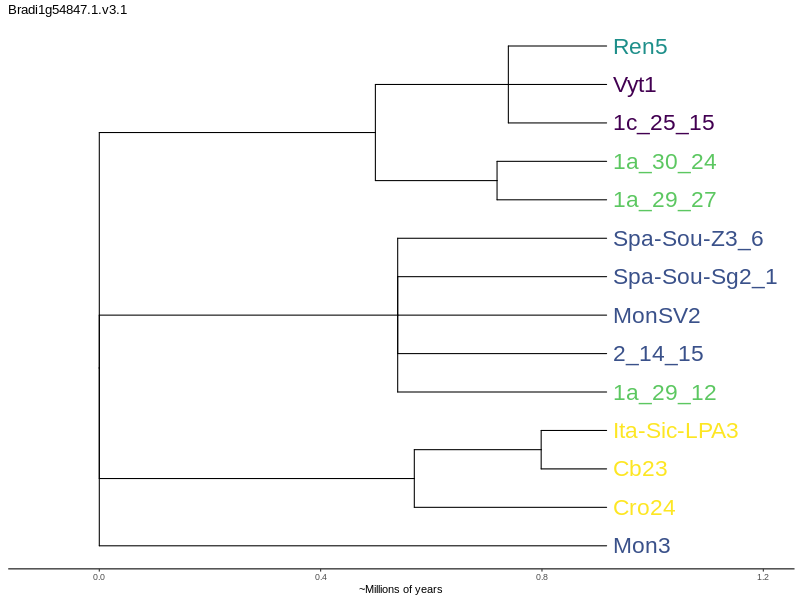 Bradi1g54847.1.v3.1
Ren5
Vyt1
1c_25_15
1a_30_24
1a_29_27
Spa-Sou-Z3_6
Spa-Sou-Sg2_1
MonSV2
2_14_15
1a_29_12
Ita-Sic-LPA3
Cb23
Cro24
Mon3
0.0 0.4 0.8 1.2
~Millions of years